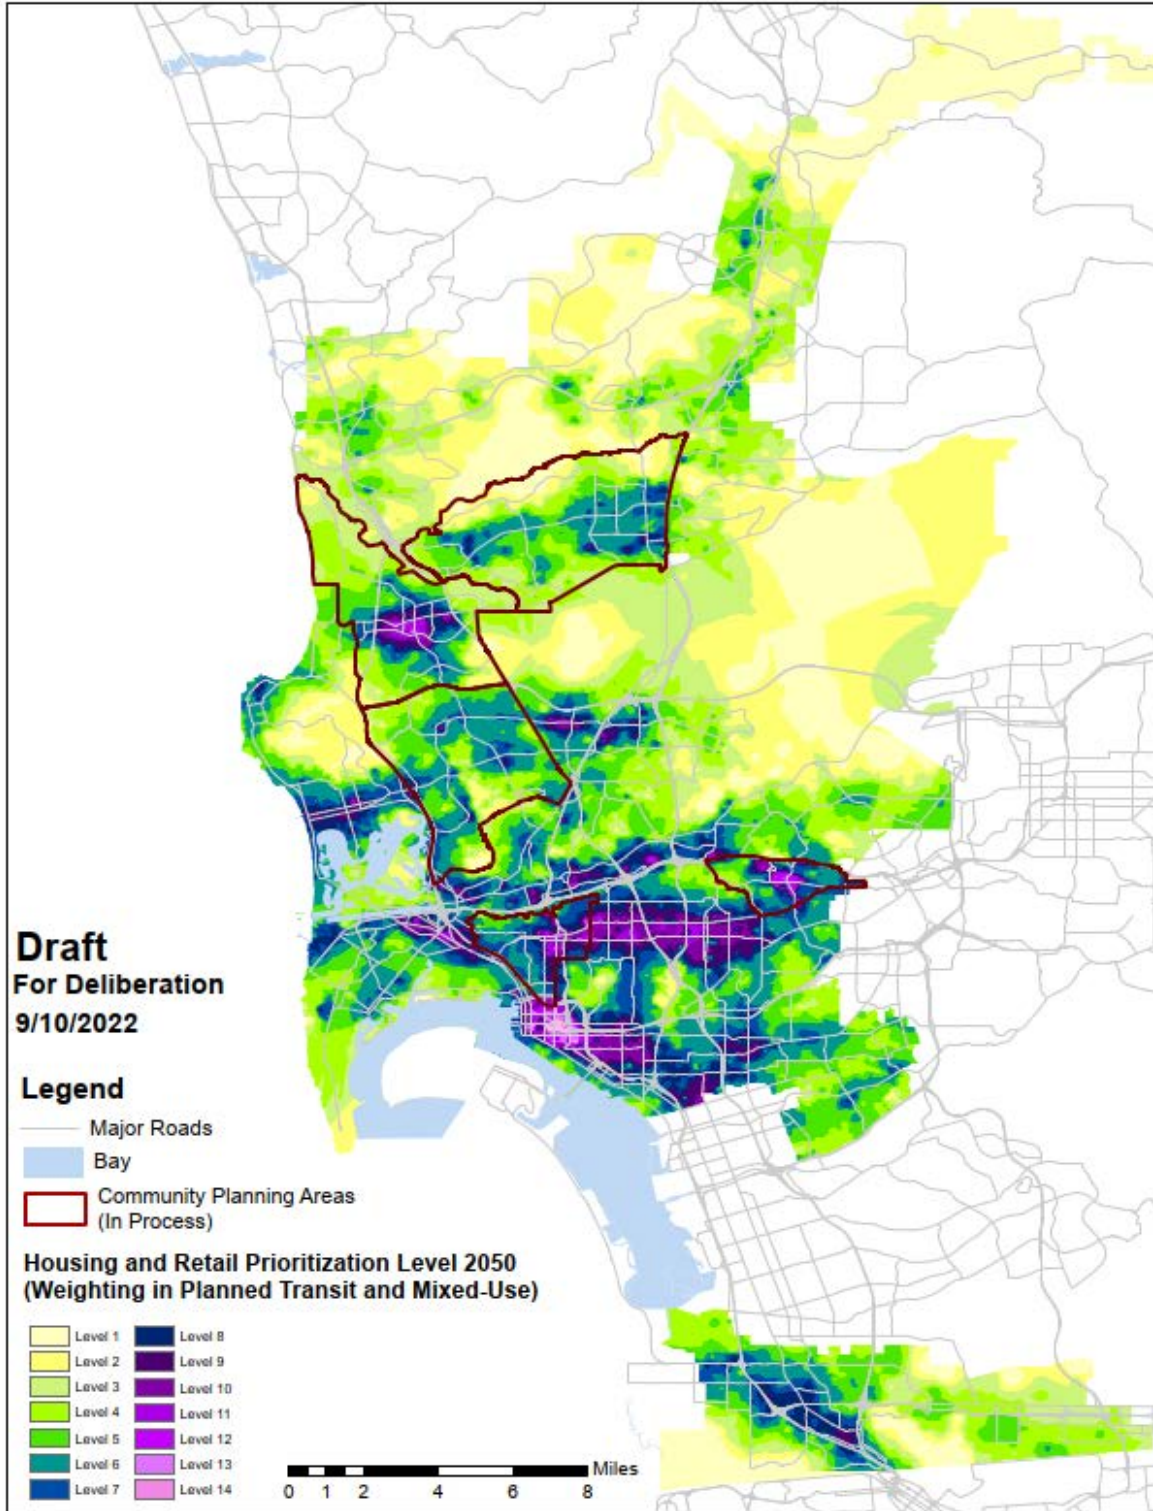 Draft
For Deliberation
9/10/2022
Legend
Major Roads
Bay
Community Planning Areas
(In Process)
Housing and Retail Prioritization Level 2050
(Weighting in Planned Transit and Mixed-Use)
Level 1
Level 2
Level 3
Level 4
Level 5
Level 6
Level 7
Level 8
Level 9
Level 10
Level 11
Level 12
Level 13
Level 14
Miles
0 1 2 4 6 8